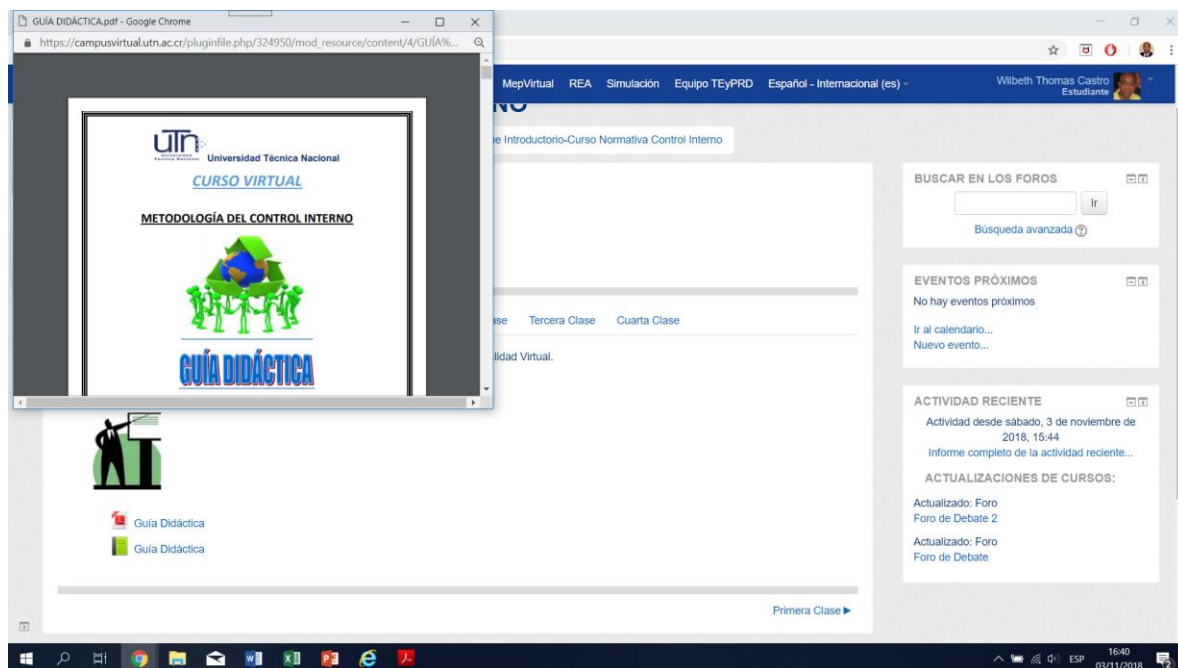 GUÍA DIDÁCTICA.pdf - Google Chrome
https://campusvirtual.utn.ac.cr/pluginfile.php/324950/mod_resource/content/4/GUÍA%...
UTN
Universidad Técnica Nacional
CURSO VIRTUAL
METODOLOGÍA DEL CONTROL INTERNO
GUÍA DIDÁCTICA
MepVirtual REA Simulación Equipo TEyPRD Español - Internacional (es)
Wilbeth Thomas Castro
Estudiante
NO
e Introductorio-Curso Normativa Control Interno
ase Tercera Clase Cuarta Clase
lidad Virtual.
Guía Didáctica
Guía Didáctica
Primera Clase ▶
BUSCAR EN LOS FOROS
Ir
Búsqueda avanzada
EVENTOS PRÓXIMOS
No hay eventos próximos
Ir al calendario...
Nuevo evento...
ACTIVIDAD RECIENTE
Actividad desde sábado, 3 de noviembre de
2018, 15:44
Informe completo de la actividad reciente...
ACTUALIZACIONES DE CURSOS:
Actualizado: Foro
Foro de Debate 2
Actualizado: Foro
Foro de Debate
ESP
16:40
03/11/2018